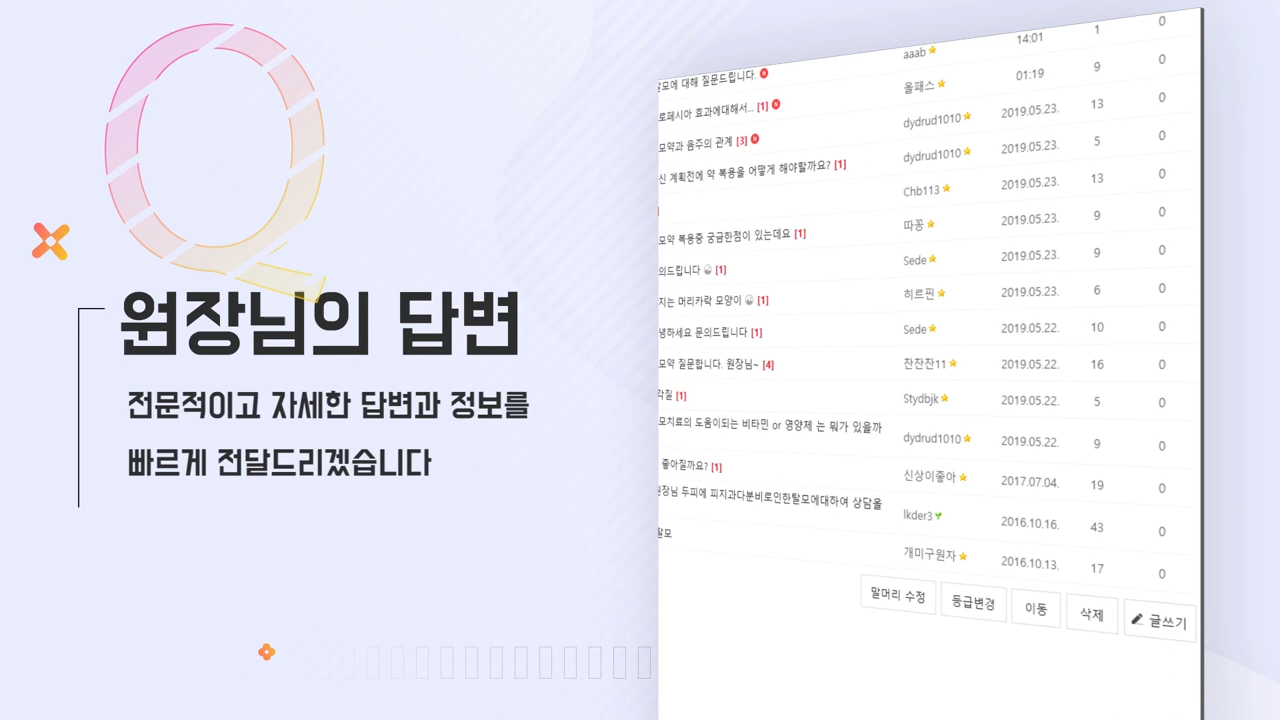 Q
원장님의 답변
전문적이고 자세한 답변과 정보를
빠르게 전달드리겠습니다
aaab 14:01 1 0
탈모에 대해 질문드립니다. N 올패스 01:19 9 0
로페시아 효과에대해서... [1] N dydrud1010 2019.05.23. 13 0
모약과 음주의 관계 [3] N dydrud1010 2019.05.23. 5 0
신 계획전에 약 복용을 어떻게 해야할까요? [1] Chb113 2019.05.23. 13 0
] 따꽁 2019.05.23. 9 0
모약 복용중 궁금한점이 있는데요 [1] Sede 2019.05.23. 9 0
의드립니다 [1] 히르핀 2019.05.23. 6 0
지는 머리카락 모양이 [1] Sede 2019.05.22. 10 0
녕하세요 문의드립니다 [1] 찬찬찬11 2019.05.22. 16 0
모약 질문합니다. 원장님~ [4] Stydbjk 2019.05.22. 5 0
각질 [1] dydrud1010 2019.05.22. 9 0
모치료의 도움이되는 비타민 or 영양제 는 뭐가 있을까
좋아질까요? [1] 신상이좋아 2017.07.04. 19 0
원장님 두피에 피지과다분비로인한탈모에대하여 상담올 lkder3 2016.10.16. 43 0
탈모 개미구원자 2016.10.13. 17 0
말머리 수정 등급변경 이동 삭제 글쓰기